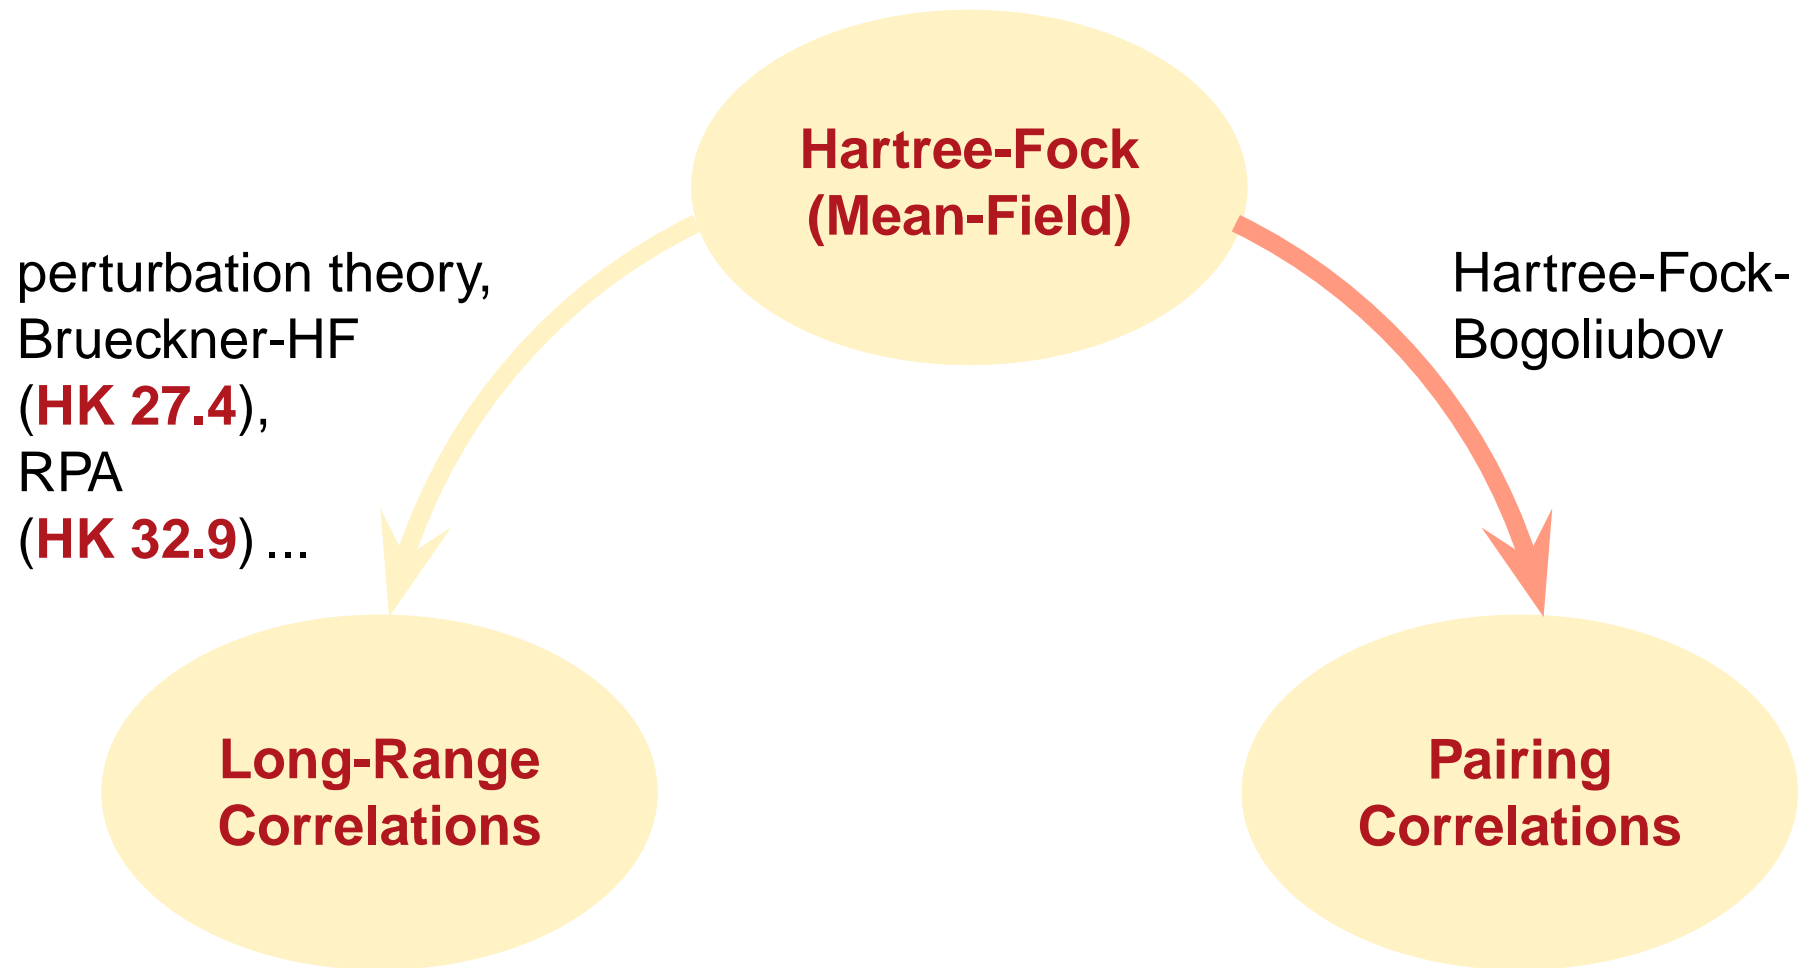 Hartree-Fock
(Mean-Field)
perturbation theory,
Brueckner-HF
(HK 27.4),
RPA
(HK 32.9) ...
Hartree-Fock-
Bogoliubov
Long-Range
Correlations
Pairing
Correlations